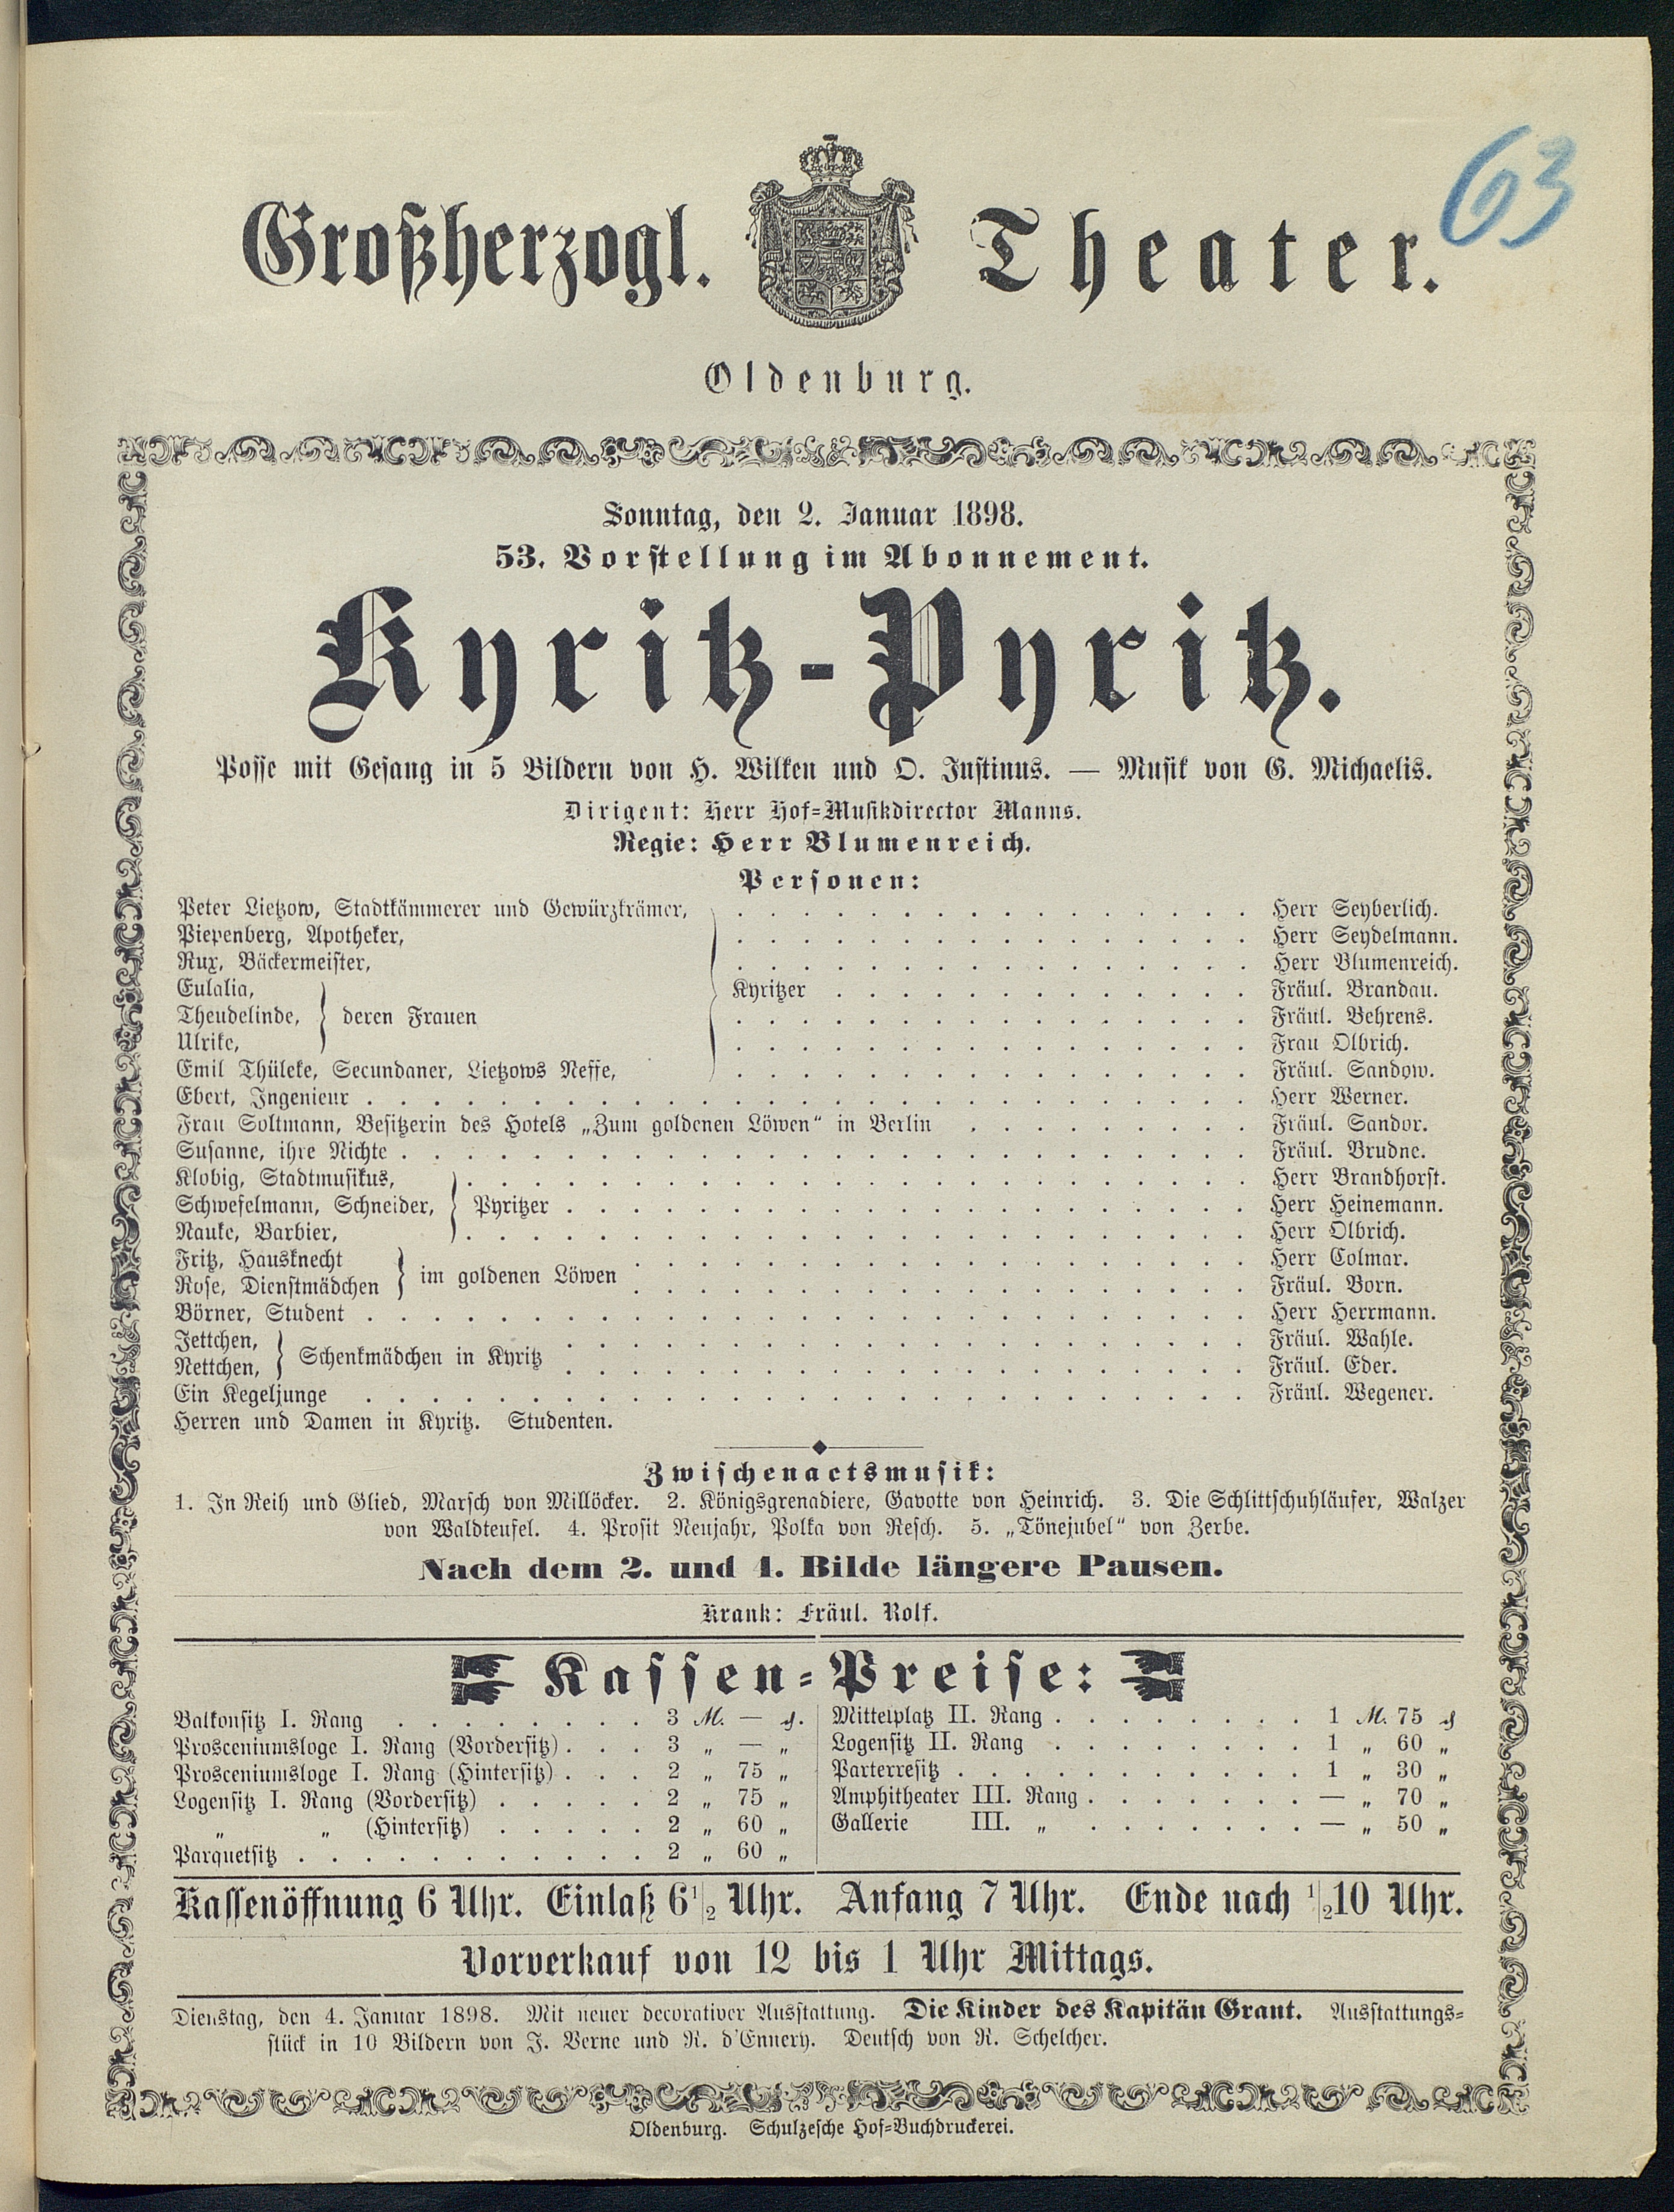 63
Großherzogl. Theater.
Oldenburg.
Sonntag, den 2. Januar 1898.
53. Vorstellung im Abonnement.
Kyritz-Pyritz.
Posse mit Gesang in 5 Bildern von H. Wilken und O. Justinus. — Musik von G. Michaelis.
Dirigent: Herr Hof-Musikdirector Manns.
Regie: Herr Blumenreich.
Personen:
Peter Lietzow, Stadtkämmerer und Gewürzkrämer, . . . . . . . . . . . . . . . . Herr Seyberlich.
Piepenberg, Apotheker, . . . . . . . . . . . . . . . . Herr Seydelmann.
Rux, Bäckermeister, . . . . . . . . . . . . . . . . Herr Blumenreich.
Eulalia, Kyritzer . . . . . . . . . . . . . Fräul. Brandau.
Theudelinde, } deren Frauen . . . . . . . . . . . . . . . . Fräul. Behrens.
Ulrike, . . . . . . . . . . . . . . . . Frau Olbrich.
Emil Thüleke, Secundaner, Lietzows Neffe, . . . . . . . . . . . . . . . . Fräul. Sandow.
Ebert, Ingenieur . . . . . . . . . . . . . . . . . . . . . . . . . . . Herr Werner.
Frau Soltmann, Besitzerin des Hotels „Zum goldenen Löwen“ in Berlin . . . . . . . . . Fräul. Sandor.
Susanne, ihre Nichte . . . . . . . . . . . . . . . . . . . . . . . . . . Fräul. Brudne.
Klobig, Stadtmusikus, . . . . . . . . . . . . . . . . . . . . . . . . Herr Brandhorst.
Schwefelmann, Schneider, } Pyritzer . . . . . . . . . . . . . . . . . . . . . Herr Heinemann.
Nauke, Barbier, . . . . . . . . . . . . . . . . . . . . . . . . Herr Olbrich.
Fritz, Hausknecht . . . . . . . . . . . . . . . . . . . Herr Colmar.
Rose, Dienstmädchen } im goldenen Löwen . . . . . . . . . . . . . . . . . . . Fräul. Born.
Börner, Student . . . . . . . . . . . . . . . . . . . . . . . . . . . Herr Herrmann.
Jettchen, . . . . . . . . . . . . . . . . . . . . . Fräul. Wahle.
Nettchen, } Schenkmädchen in Kyritz . . . . . . . . . . . . . . . . . . . . . Fräul. Eder.
Ein Kegeljunge . . . . . . . . . . . . . . . . . . . . . . . . . . . Fräul. Wegener.
Herren und Damen in Kyritz. Studenten.
Zwischenactsmusik:
1. In Reih und Glied, Marsch von Millöcker. 2. Königsgrenadiere, Gavotte von Heinrich. 3. Die Schlittschuhläufer, Walzer
von Waldteufel. 4. Prosit Neujahr, Polka von Resch. 5. „Tönejubel“ von Zerbe.
Nach dem 2. und 4. Bilde längere Pausen.
Krank: Fräul. Rolf.
Kassen-Preise:
Balkonsitz I. Rang . . . . . . . . 3 M. — ₰.
Prosceniumsloge I. Rang (Vordersitz) . . . 3 „ — „
Prosceniumsloge I. Rang (Hintersitz) . . . 2 „ 75 „
Logensitz I. Rang (Vordersitz) . . . . . 2 „ 75 „
„ „ (Hintersitz) . . . . . 2 „ 60 „
Parquetsitz . . . . . . . . . . . 2 „ 60 „
Mittelplatz II. Rang . . . . . . . . 1 M. 75 ₰
Logensitz II. Rang . . . . . . . . 1 „ 60 „
Parterresitz . . . . . . . . . . . 1 „ 30 „
Amphitheater III. Rang . . . . . . . — „ 70 „
Gallerie III. „ . . . . . . . — „ 50 „
Kassenöffnung 6 Uhr. Einlaß 6 1/2 Uhr. Anfang 7 Uhr. Ende nach 1/2 10 Uhr.
Vorverkauf von 12 bis 1 Uhr Mittags.
Dienstag, den 4. Januar 1898. Mit neuer decorativer Ausstattung. Die Kinder des Kapitän Grant. Ausstattungs-
stück in 10 Bildern von J. Verne und R. d'Ennery. Deutsch von R. Schelcher.
Oldenburg. Schulzesche Hof-Buchdruckerei.